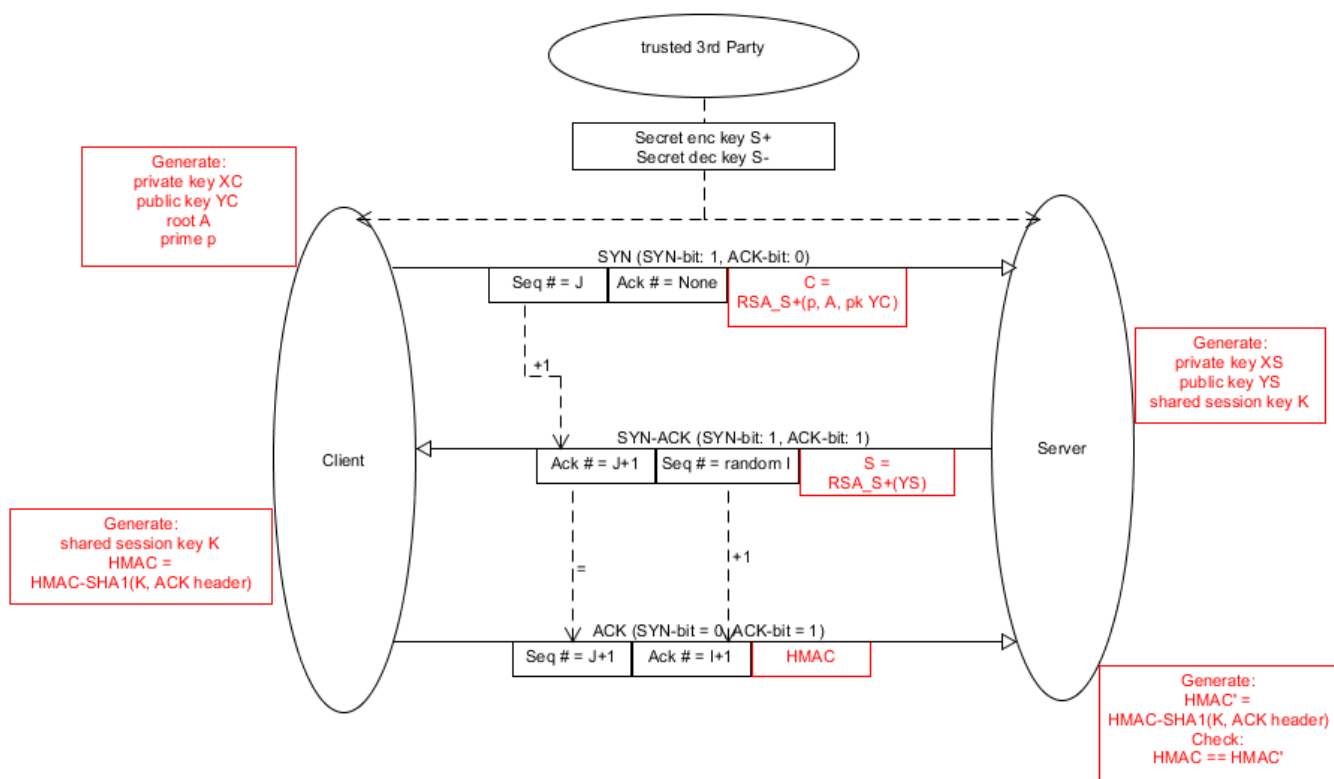 trusted 3rd Party
Secret enc key S+
Secret dec key S-
Generate:
private key XC
public key YC
root A
prime p
SYN (SYN-bit: 1, ACK-bit: 0)
Seq # = J
Ack # = None
C =
RSA_S+(p, A, pk YC)
+1
Generate:
private key XS
public key YS
shared session key K
SYN-ACK (SYN-bit: 1, ACK-bit: 1)
Client
Server
Ack # = J+1
Seq # = random I
S =
RSA_S+(YS)
Generate:
shared session key K
HMAC =
HMAC-SHA1(K, ACK header)
=
+1
ACK (SYN-bit = 0, ACK-bit = 1)
Seq # = J+1
Ack # = I+1
HMAC
Generate:
HMAC' =
HMAC-SHA1(K, ACK header)
Check:
HMAC == HMAC'